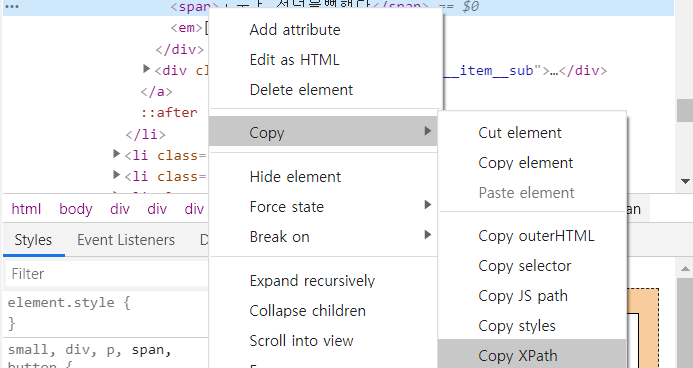 <span> </span> == $0
<em>[
</div>
<div cl __item__sub">…</div>
</a>
::after
</li>
<li class=
<li class=
html body div div div an
Styles Event Listeners D
Filter
element.style {
}
small, div, p, span,
button {
Add attribute
Edit as HTML
Delete element
Copy
Hide element
Force state
Break on
Expand recursively
Collapse children
Scroll into view
Cut element
Copy element
Paste element
Copy outerHTML
Copy selector
Copy JS path
Copy styles
Copy XPath